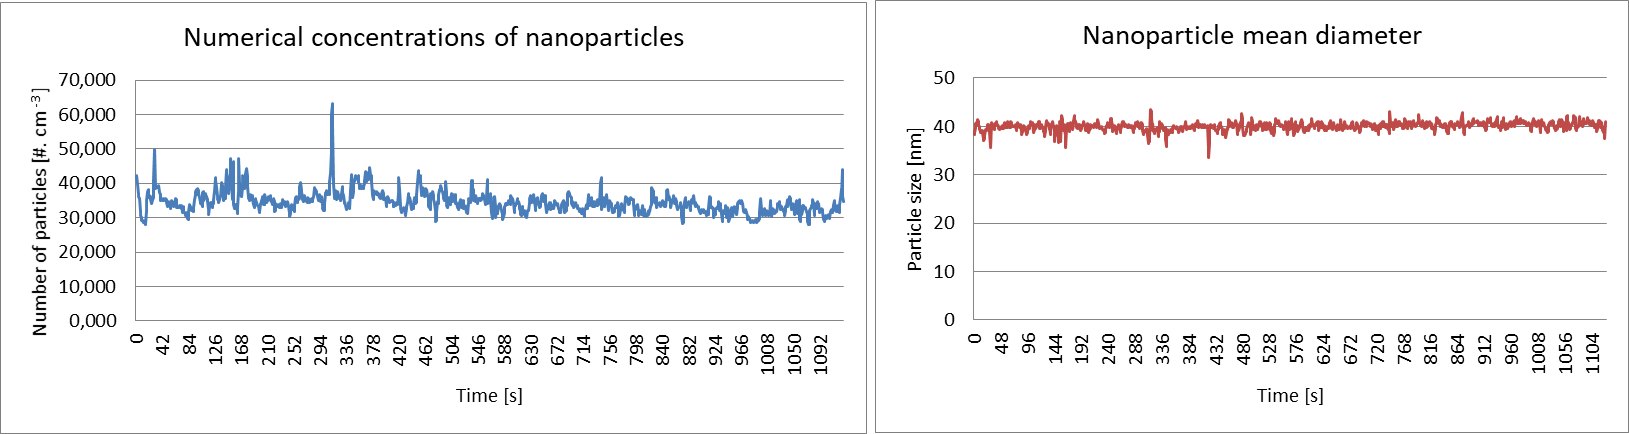 Numerical concentrations of nanoparticles
Number of particles [#. cm⁻³]
70,000
60,000
50,000
40,000
30,000
20,000
10,000
0,000
0 42 84 126 168 210 252 294 336 378 420 462 504 546 588 630 672 714 756 798 840 882 924 966 1008 1050 1092
Time [s]
Nanoparticle mean diameter
Particle size [nm]
50
40
30
20
10
0
0 48 96 144 192 240 288 336 384 432 480 528 576 624 672 720 768 816 864 912 960 1008 1056 1104
Time [s]